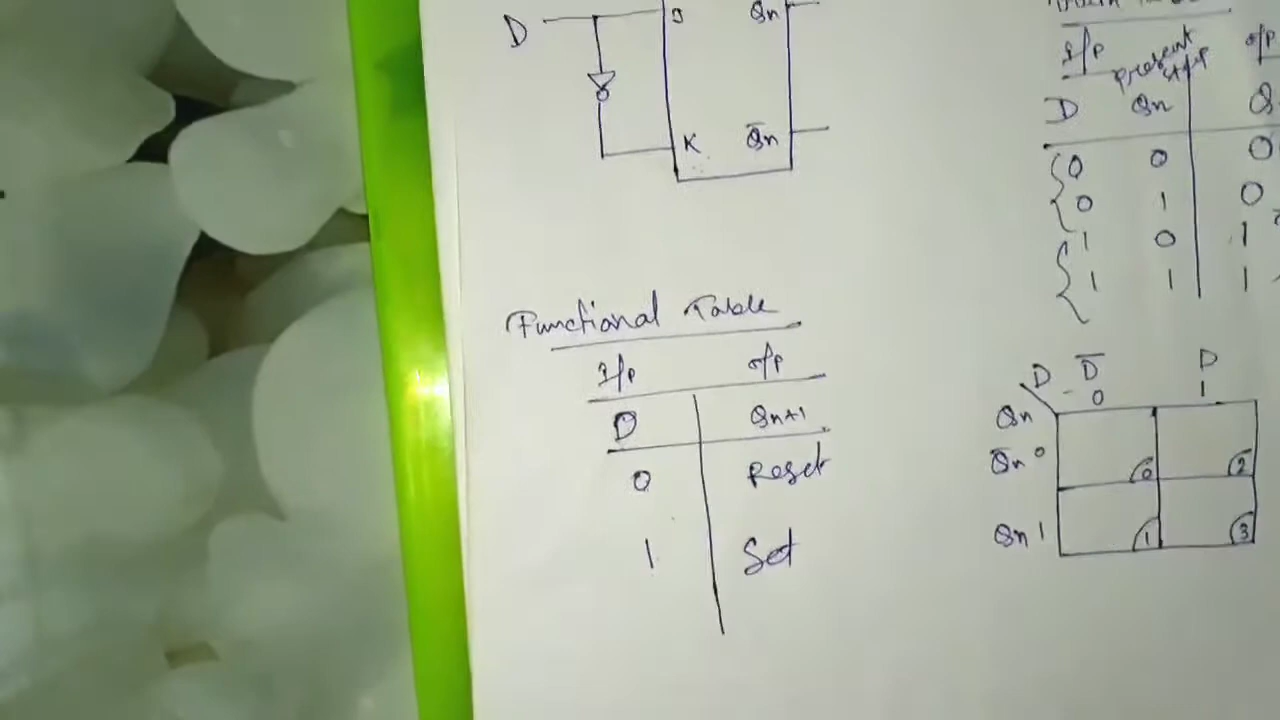 D J Qn
K Q̅n
Functional Table
I/p o/p
D Qn+1
0 Reset
1 Set
I/p present o/p
D Qn Q
0 0 0
0 1 0
1 0 1
1 1 1
D D̅ D
0 1
Qn
Q̅n 0 0 2
Qn 1 1 3